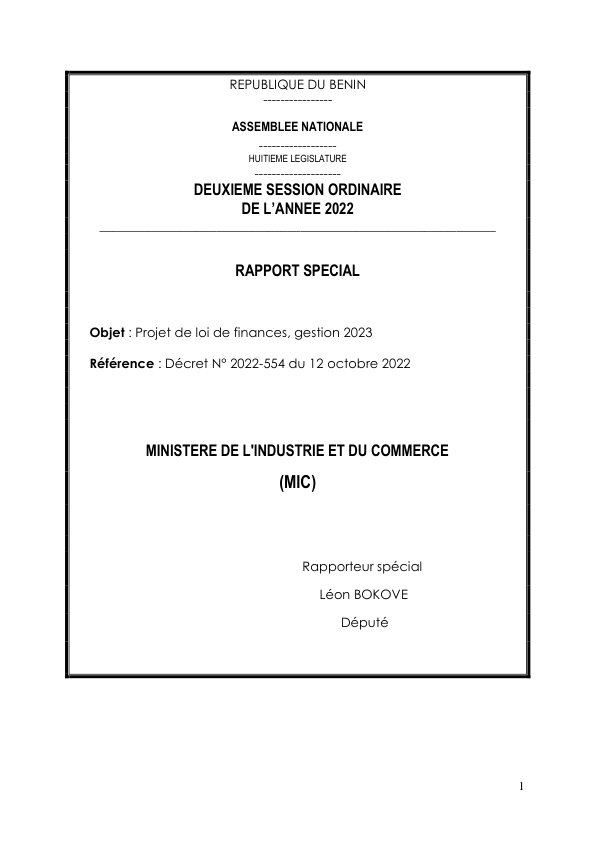 REPUBLIQUE DU BENIN
----------------
ASSEMBLEE NATIONALE
------------------
HUITIEME LEGISLATURE
--------------------
DEUXIEME SESSION ORDINAIRE
DE L’ANNEE 2022
RAPPORT SPECIAL
Objet : Projet de loi de finances, gestion 2023
Référence : Décret N° 2022-554 du 12 octobre 2022
MINISTERE DE L'INDUSTRIE ET DU COMMERCE
(MIC)
Rapporteur spécial
Léon BOKOVE
Député
1